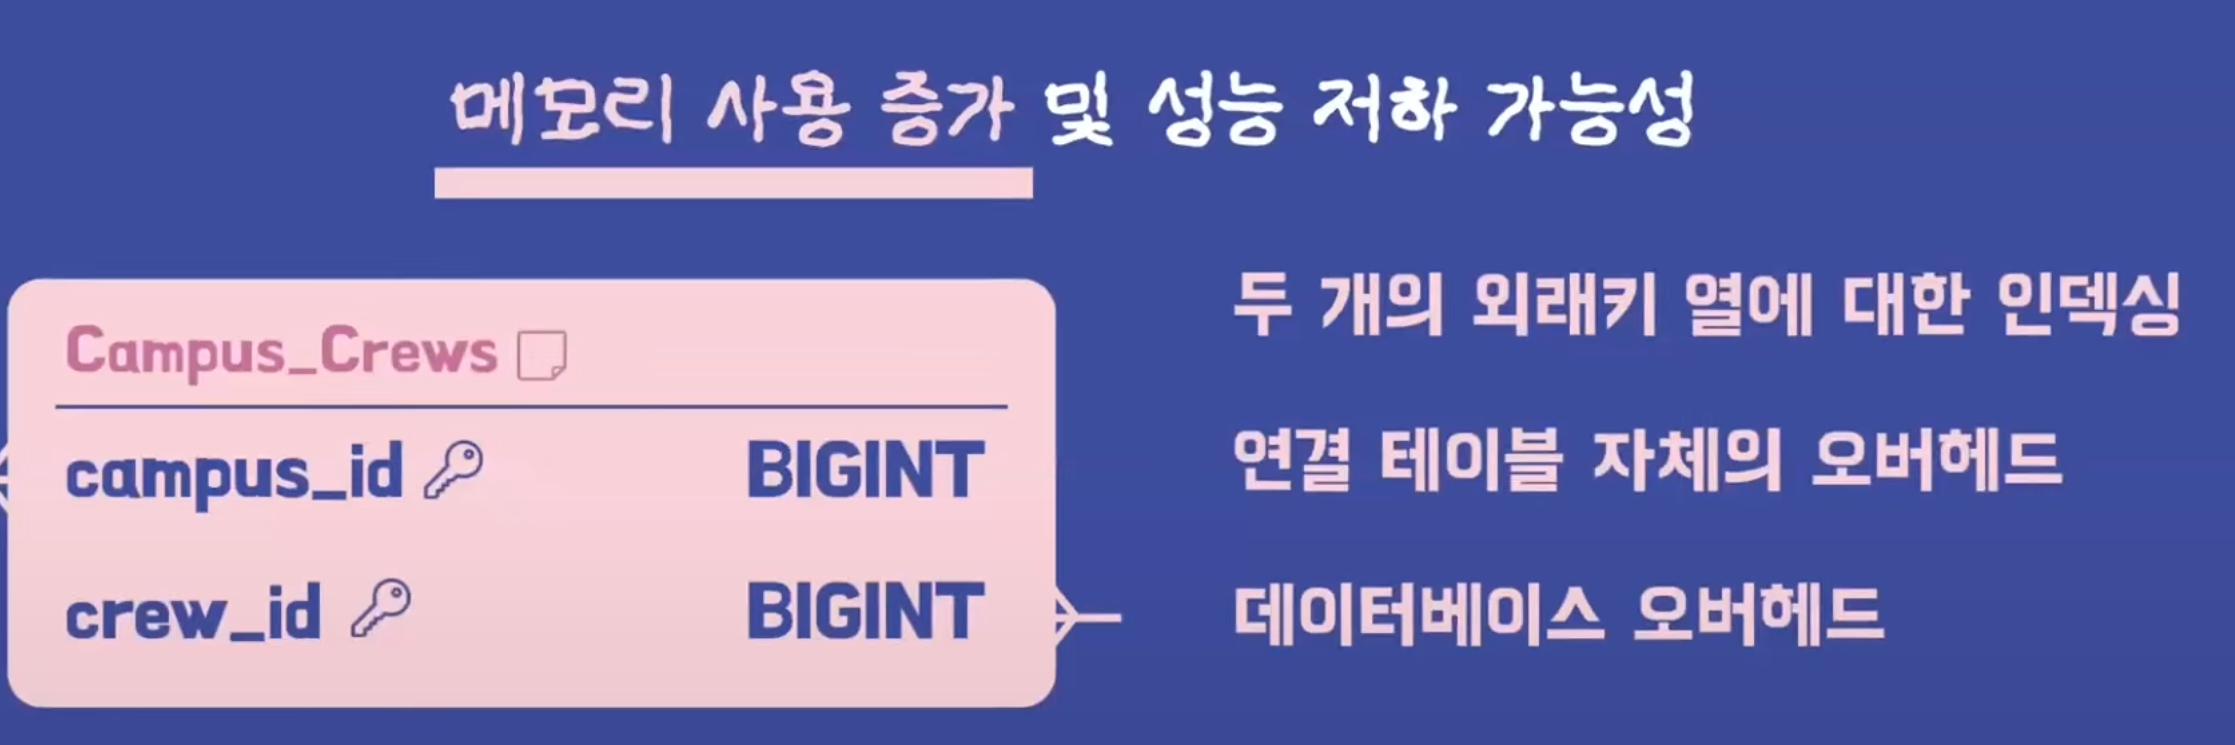 메모리 사용 증가 및 성능 저하 가능성
Campus_Crews
campus_id BIGINT
crew_id BIGINT
두 개의 외래키 열에 대한 인덱싱
연결 테이블 자체의 오버헤드
데이터베이스 오버헤드